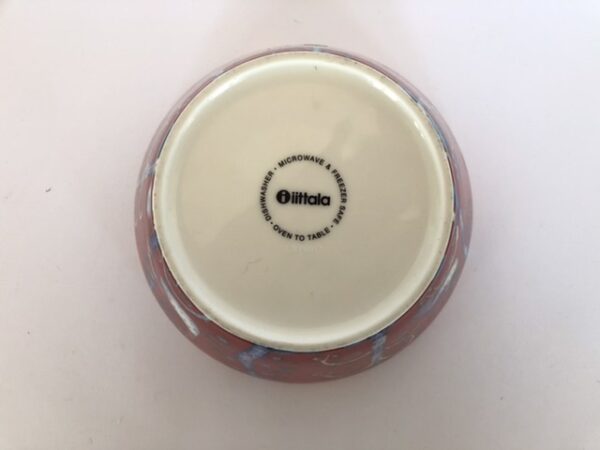 DISHWASHER · MICROWAVE & FREEZER SAFE · OVEN TO TABLE ·
iittala